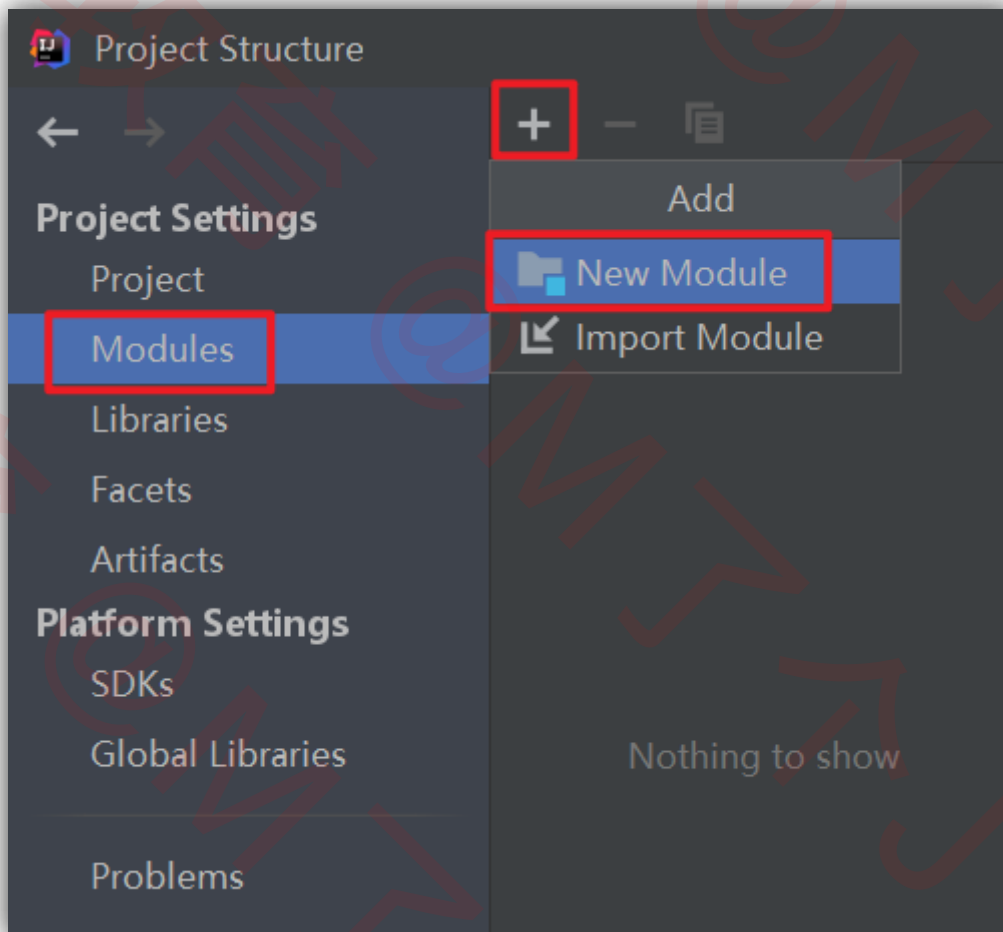 Project Structure
Project Settings
Project
Modules
Libraries
Facets
Artifacts
Platform Settings
SDKs
Global Libraries
Problems
Add
New Module
Import Module
Nothing to show